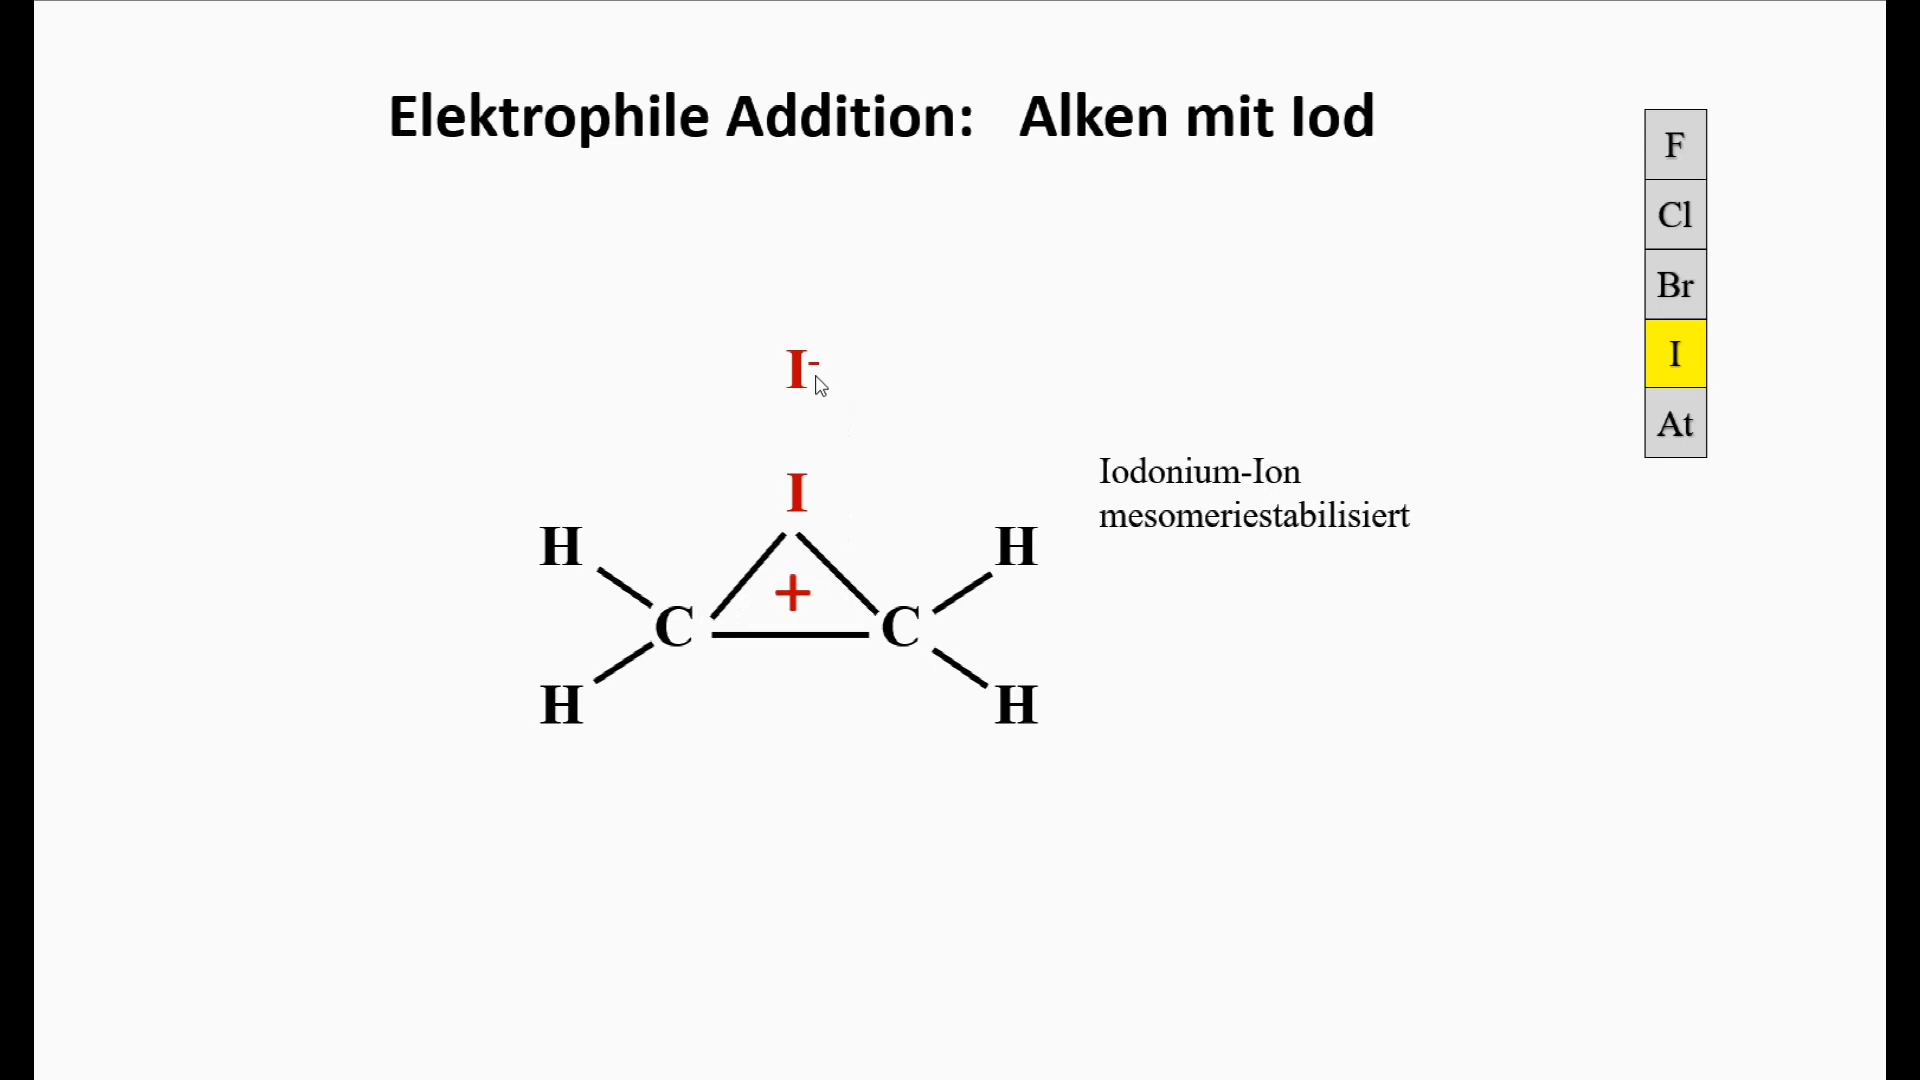 Elektrophile Addition: Alken mit Iod
F
Cl
Br
I
At
I-
I
Iodonium-Ion
mesomeriestabilisiert
H H
+
C C
H H